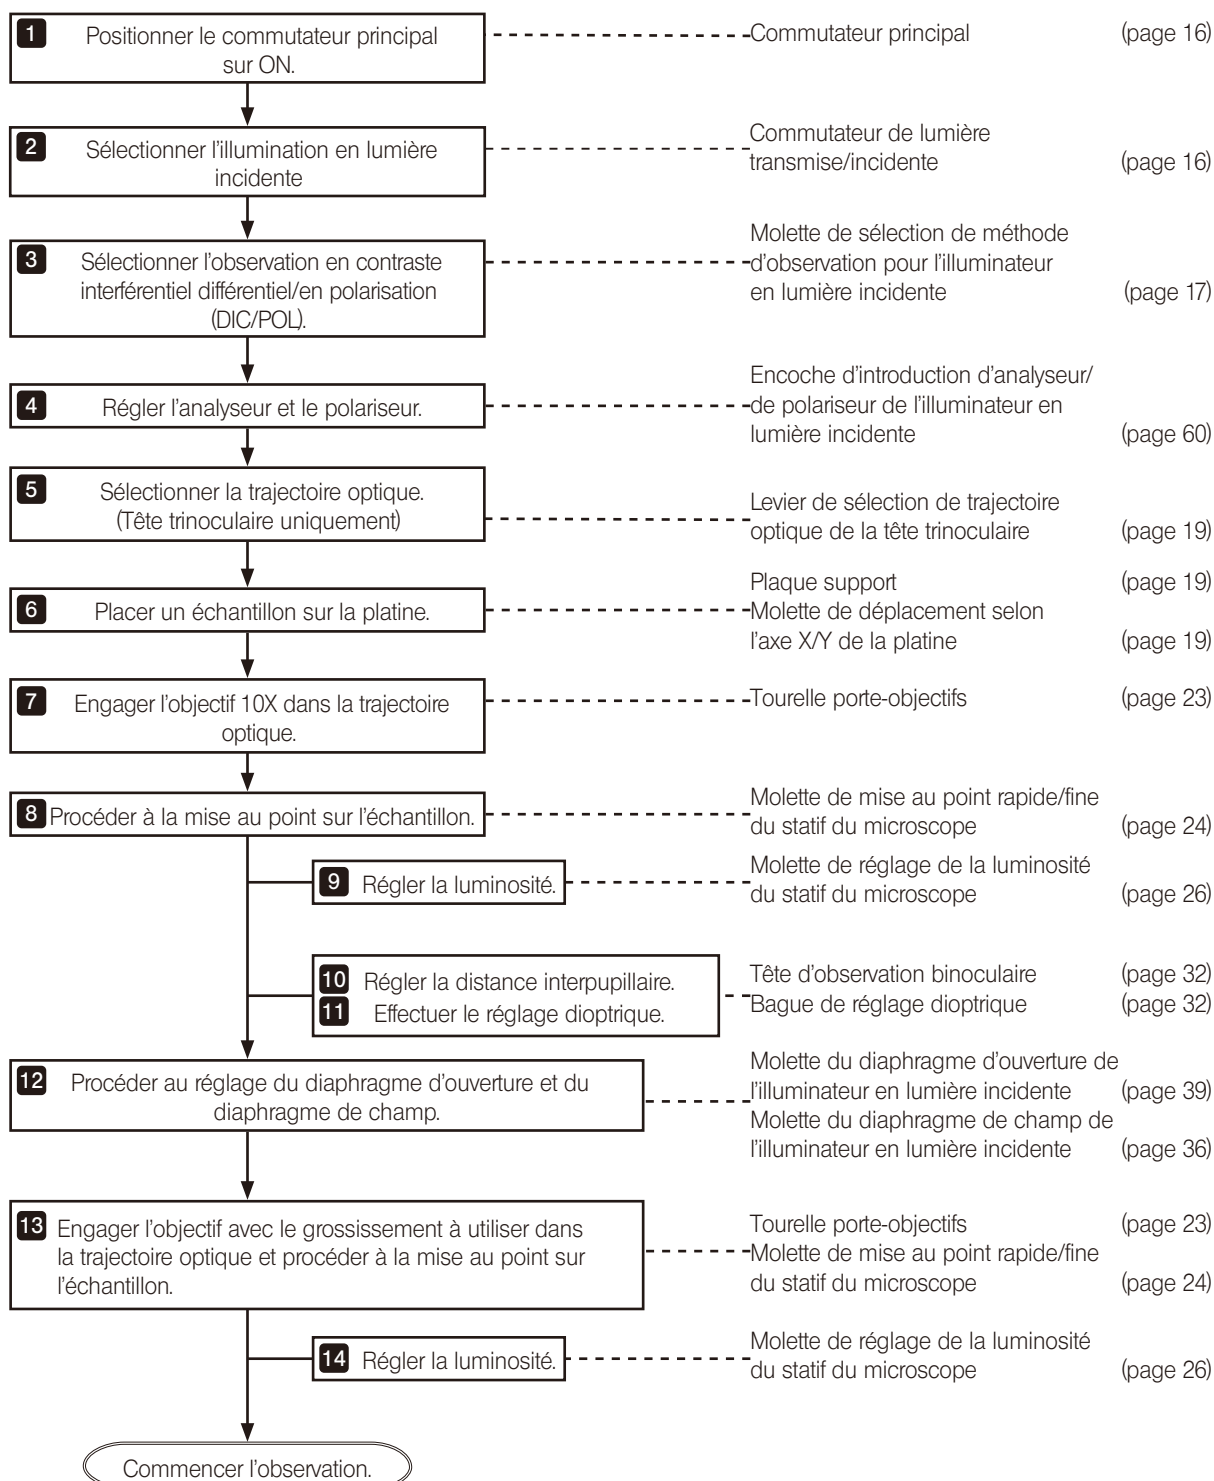 1 Positionner le commutateur principal
sur ON.
Commutateur principal (page 16)
2 Sélectionner l'illumination en lumière
incidente
Commutateur de lumière
transmise/incidente (page 16)
3 Sélectionner l'observation en contraste
interférentiel différentiel/en polarisation
(DIC/POL).
Molette de sélection de méthode
d'observation pour l'illuminateur
en lumière incidente (page 17)
4 Régler l'analyseur et le polariseur.
Encoche d'introduction d'analyseur/
de polariseur de l'illuminateur en
lumière incidente (page 60)
5 Sélectionner la trajectoire optique.
(Tête trinoculaire uniquement)
Levier de sélection de trajectoire
optique de la tête trinoculaire (page 19)
6 Placer un échantillon sur la platine.
Plaque support (page 19)
Molette de déplacement selon
l'axe X/Y de la platine (page 19)
7 Engager l'objectif 10X dans la trajectoire
optique.
Tourelle porte-objectifs (page 23)
8 Procéder à la mise au point sur l'échantillon.
Molette de mise au point rapide/fine
du statif du microscope (page 24)
9 Régler la luminosité.
Molette de réglage de la luminosité
du statif du microscope (page 26)
10 Régler la distance interpupillaire.
11 Effectuer le réglage dioptrique.
Tête d'observation binoculaire (page 32)
Bague de réglage dioptrique (page 32)
12 Procéder au réglage du diaphragme d'ouverture et du
diaphragme de champ.
Molette du diaphragme d'ouverture de
l'illuminateur en lumière incidente (page 39)
Molette du diaphragme de champ de
l'illuminateur en lumière incidente (page 36)
13 Engager l'objectif avec le grossissement à utiliser dans
la trajectoire optique et procéder à la mise au point sur
l'échantillon.
Tourelle porte-objectifs (page 23)
Molette de mise au point rapide/fine
du statif du microscope (page 24)
14 Régler la luminosité.
Molette de réglage de la luminosité
du statif du microscope (page 26)
Commencer l'observation.